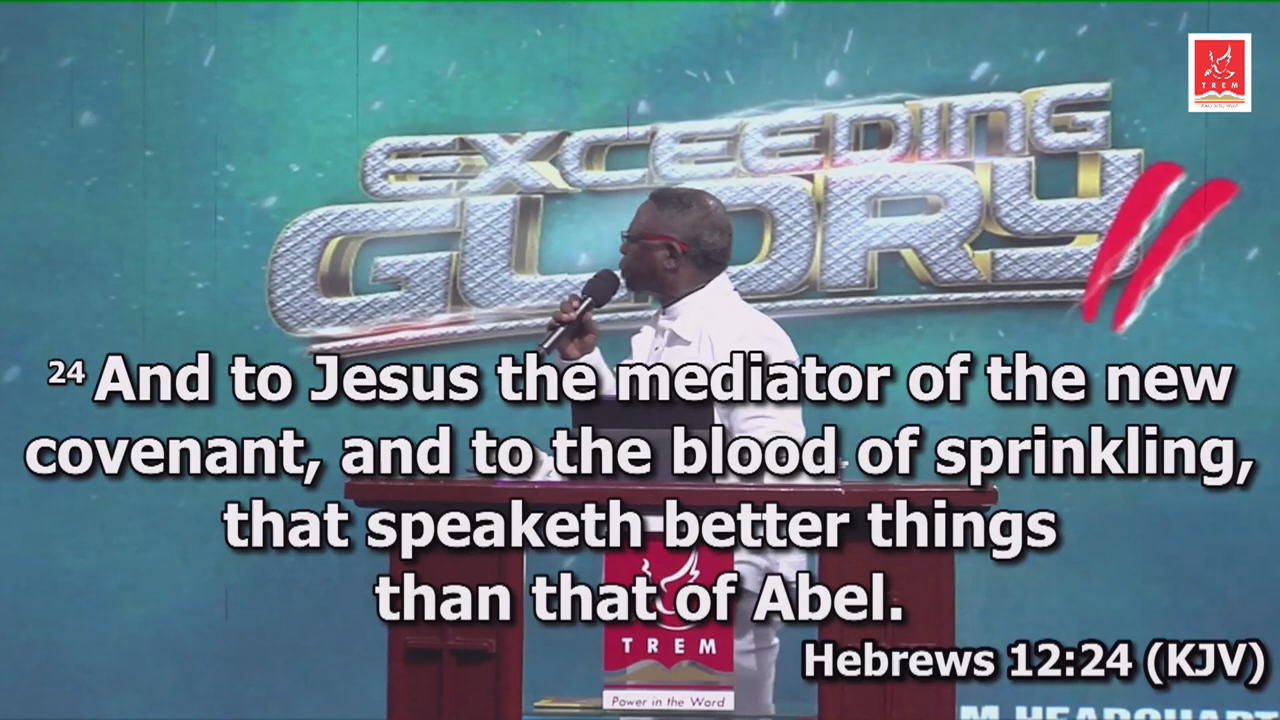 TREM
EXCEEDING
GLORY
24 And to Jesus the mediator of the new
covenant, and to the blood of sprinkling,
that speaketh better things
than that of Abel.
Hebrews 12:24 (KJV)
TREM
Power in the Word